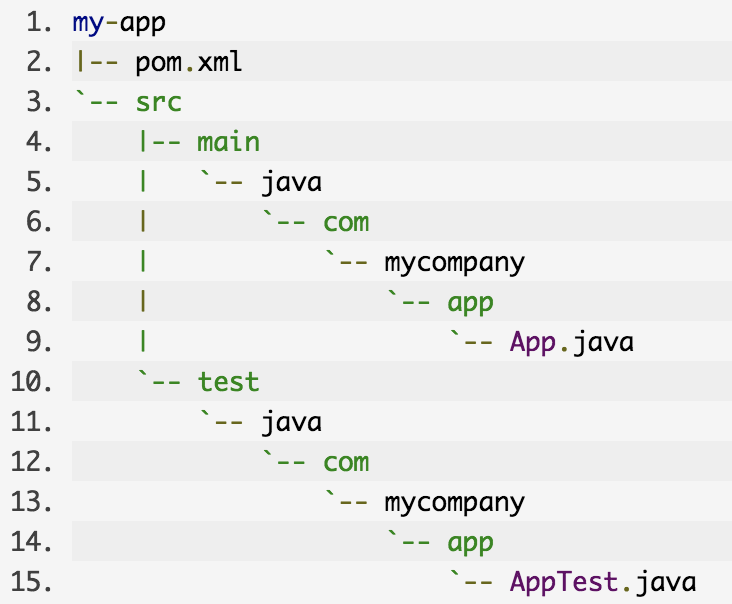 1. my-app
2. |-- pom.xml
3. `-- src
4.     |-- main
5.     |   `-- java
6.     |       `-- com
7.     |           `-- mycompany
8.     |               `-- app
9.     |                   `-- App.java
10.     `-- test
11.         `-- java
12.             `-- com
13.                 `-- mycompany
14.                     `-- app
15.                         `-- AppTest.java